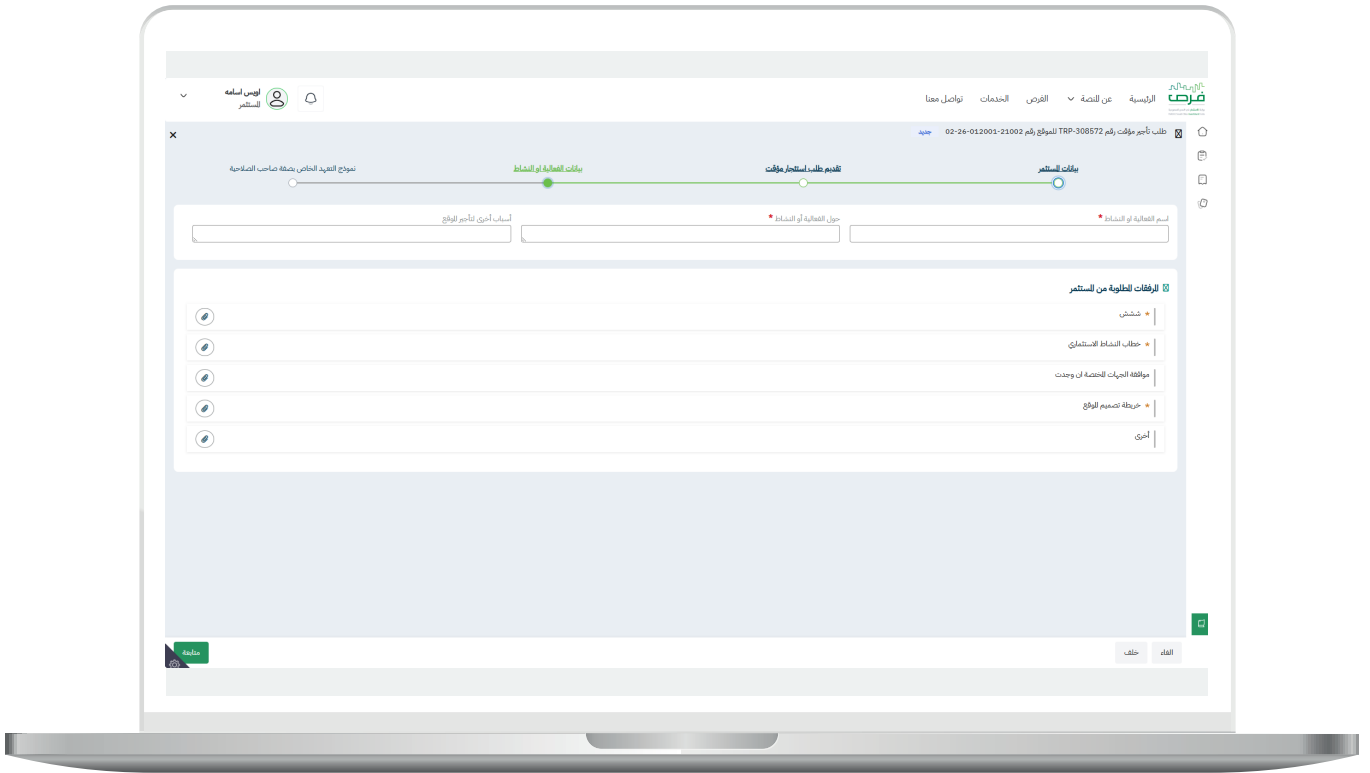 فرص
الرئيسية
عن المنصة
الفرص
الخدمات
تواصل معنا
اويس اسامه
المستثمر
طلب تأجير مؤقت رقم TRP-308572 للموقع رقم 21002-012001-26-02
جديد
بيانات المستثمر
تقديم طلب استئجار مؤقت
بيانات الفعالية او النشاط
نموذج التعهد الخاص بصفة صاحب الصلاحية
اسم الفعالية او النشاط *
حول الفعالية أو النشاط *
أسباب أخرى لتأجير الموقع
المرفقات المطلوبة من المستثمر
* شششش
* خطاب النشاط الاستثماري
موافقة الجهات المختصة ان وجدت
* خريطة تصميم الموقع
أخرى
الغاء
خلف
متابعة